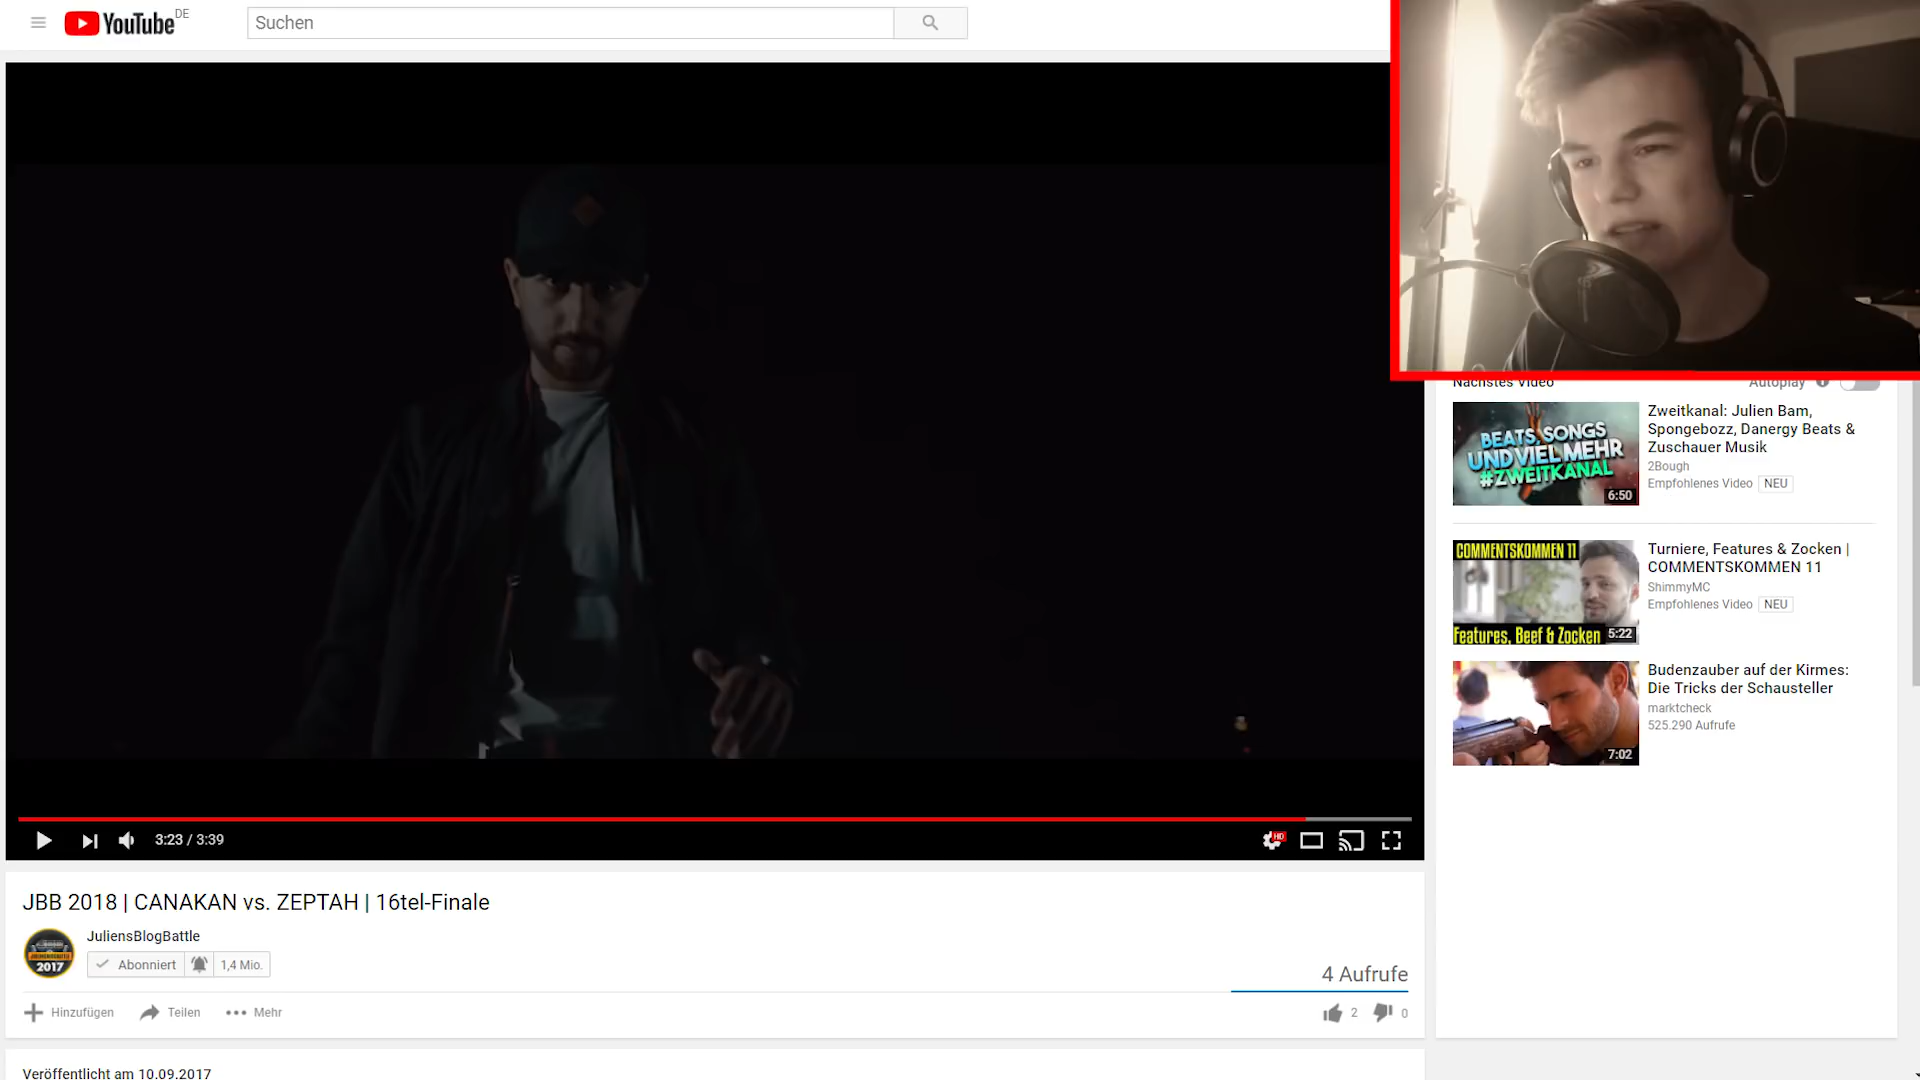 YouTube DE
Suchen
Nächstes Video
Autoplay
BEATS, SONGS
UND VIEL MEHR
#ZWEITKANAL
6:50
Zweitkanal: Julien Bam,
Spongebozz, Danergy Beats &
Zuschauer Musik
2Bough
Empfohlenes Video NEU
COMMENTSKOMMEN 11
Features, Beef & Zocken
5:22
Turniere, Features & Zocken |
COMMENTSKOMMEN 11
ShimmyMC
Empfohlenes Video NEU
7:02
Budenzauber auf der Kirmes:
Die Tricks der Schausteller
marktcheck
525.290 Aufrufe
3:23 / 3:39
HD
JBB 2018 | CANAKAN vs. ZEPTAH | 16tel-Finale
JuliensBlogBattle
2017
Abonniert 1,4 Mio.
4 Aufrufe
Hinzufügen Teilen Mehr
2 0
Veröffentlicht am 10.09.2017